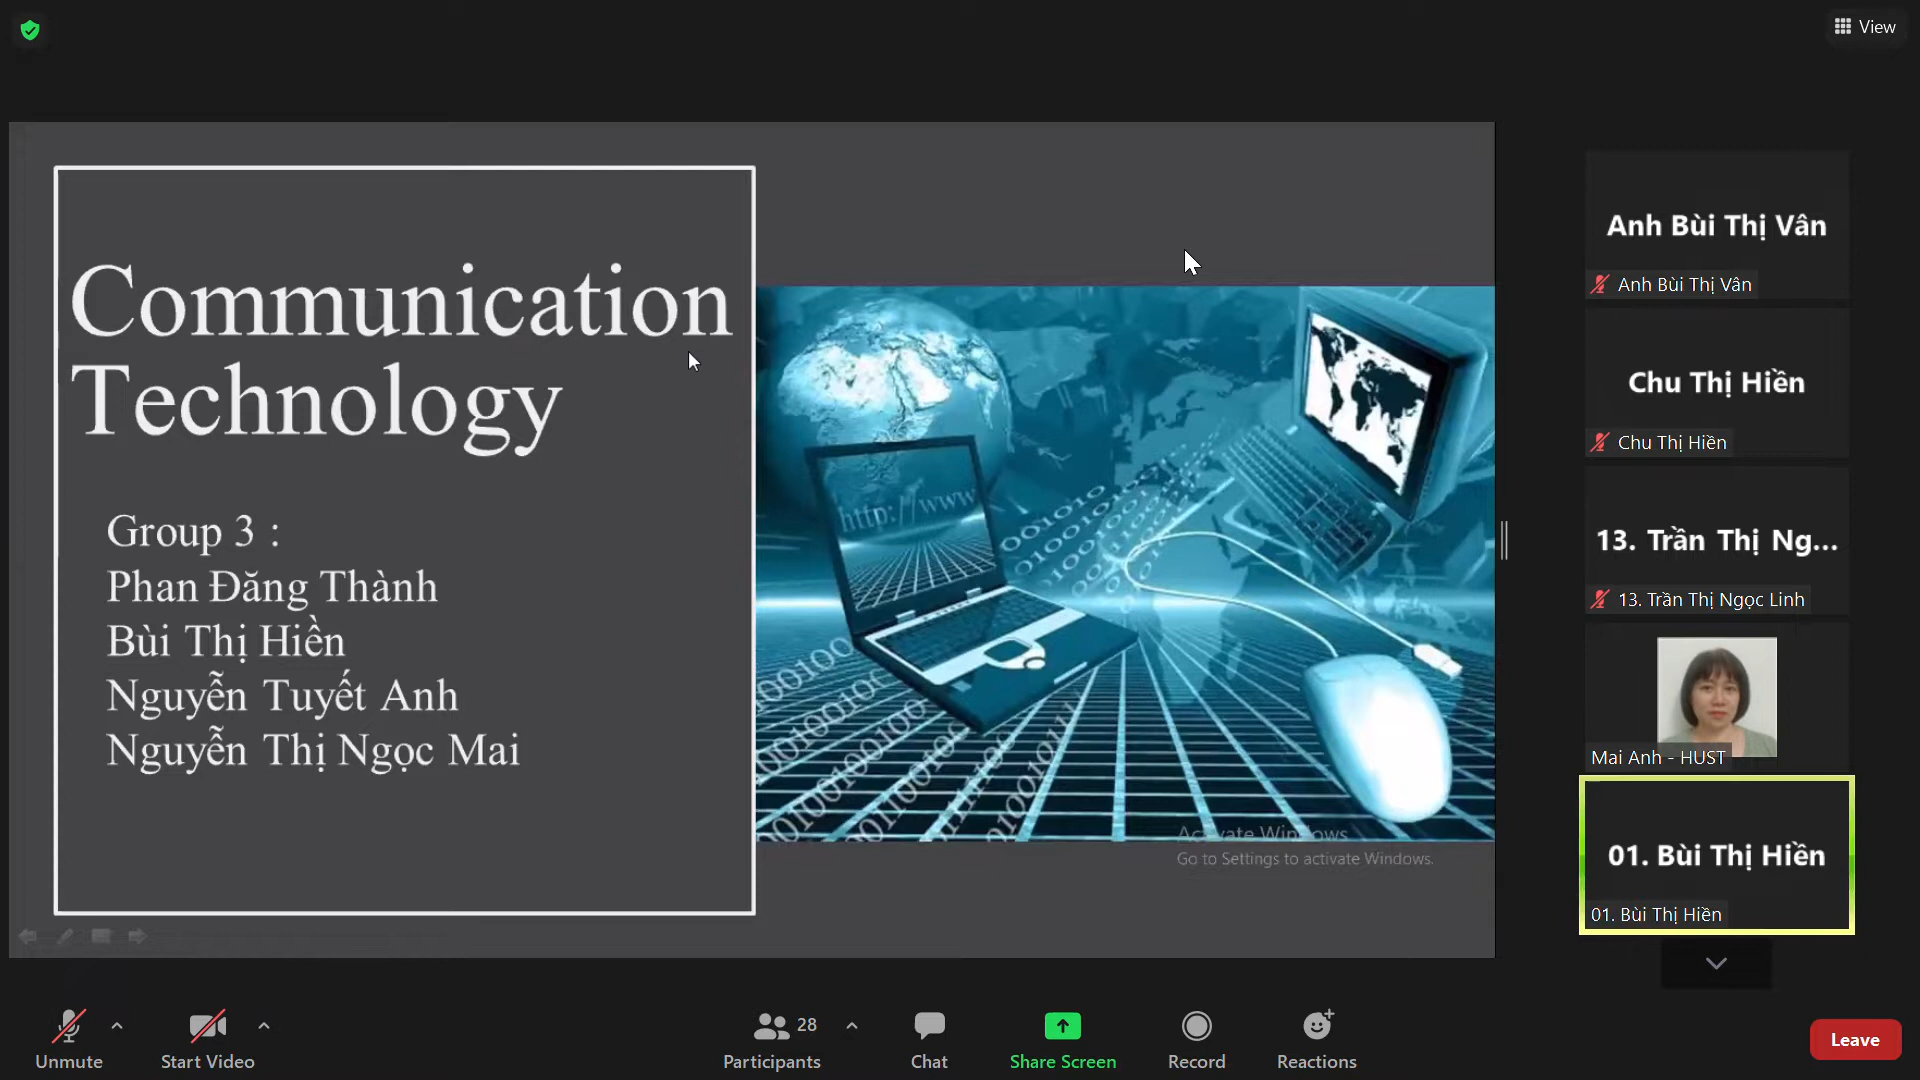 View
Communication
Technology
Group 3 :
Phan Đăng Thành
Bùi Thị Hiền
Nguyễn Tuyết Anh
Nguyễn Thị Ngọc Mai
http://www
Activate Windows
Go to Settings to activate Windows.
Anh Bùi Thị Vân
Anh Bùi Thị Vân
Chu Thị Hiền
Chu Thị Hiền
13. Trần Thị Ng...
13. Trần Thị Ngọc Linh
Mai Anh - HUST
01. Bùi Thị Hiền
01. Bùi Thị Hiền
Unmute
Start Video
28
Participants
Chat
Share Screen
Record
Reactions
Leave